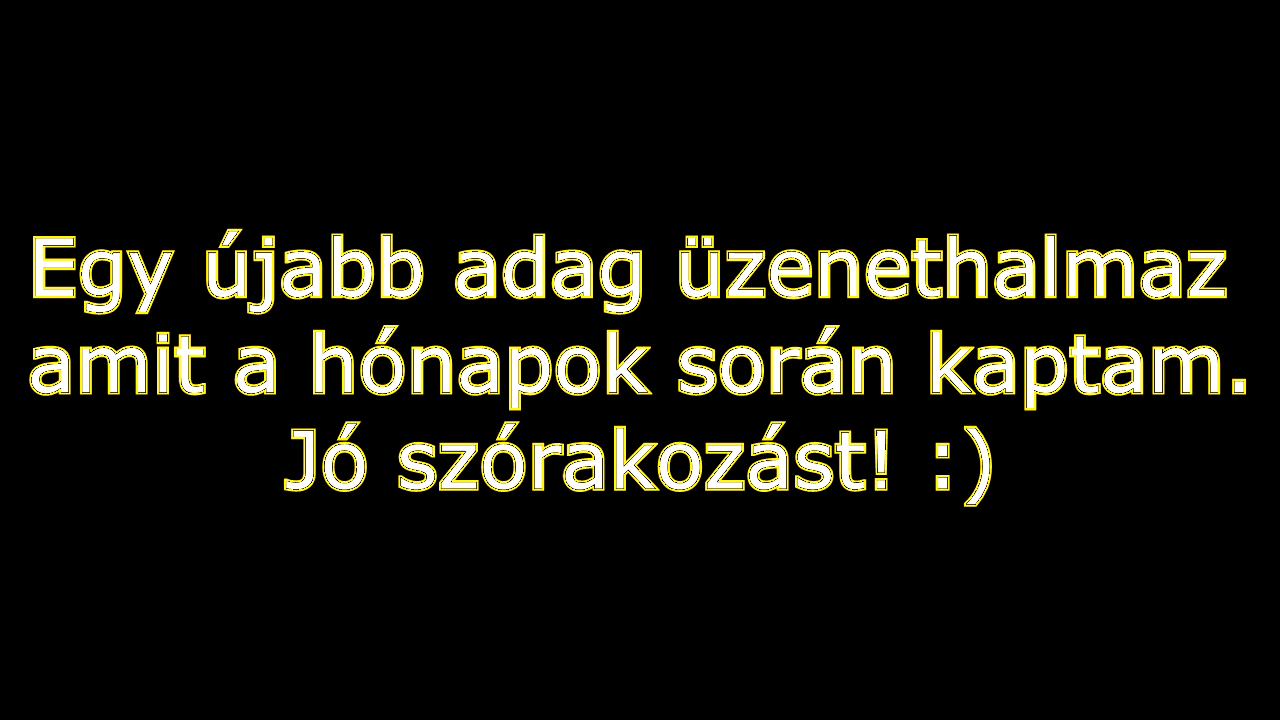 Egy újabb adag üzenethalmaz
amit a hónapok során kaptam.
Jó szórakozást! :)